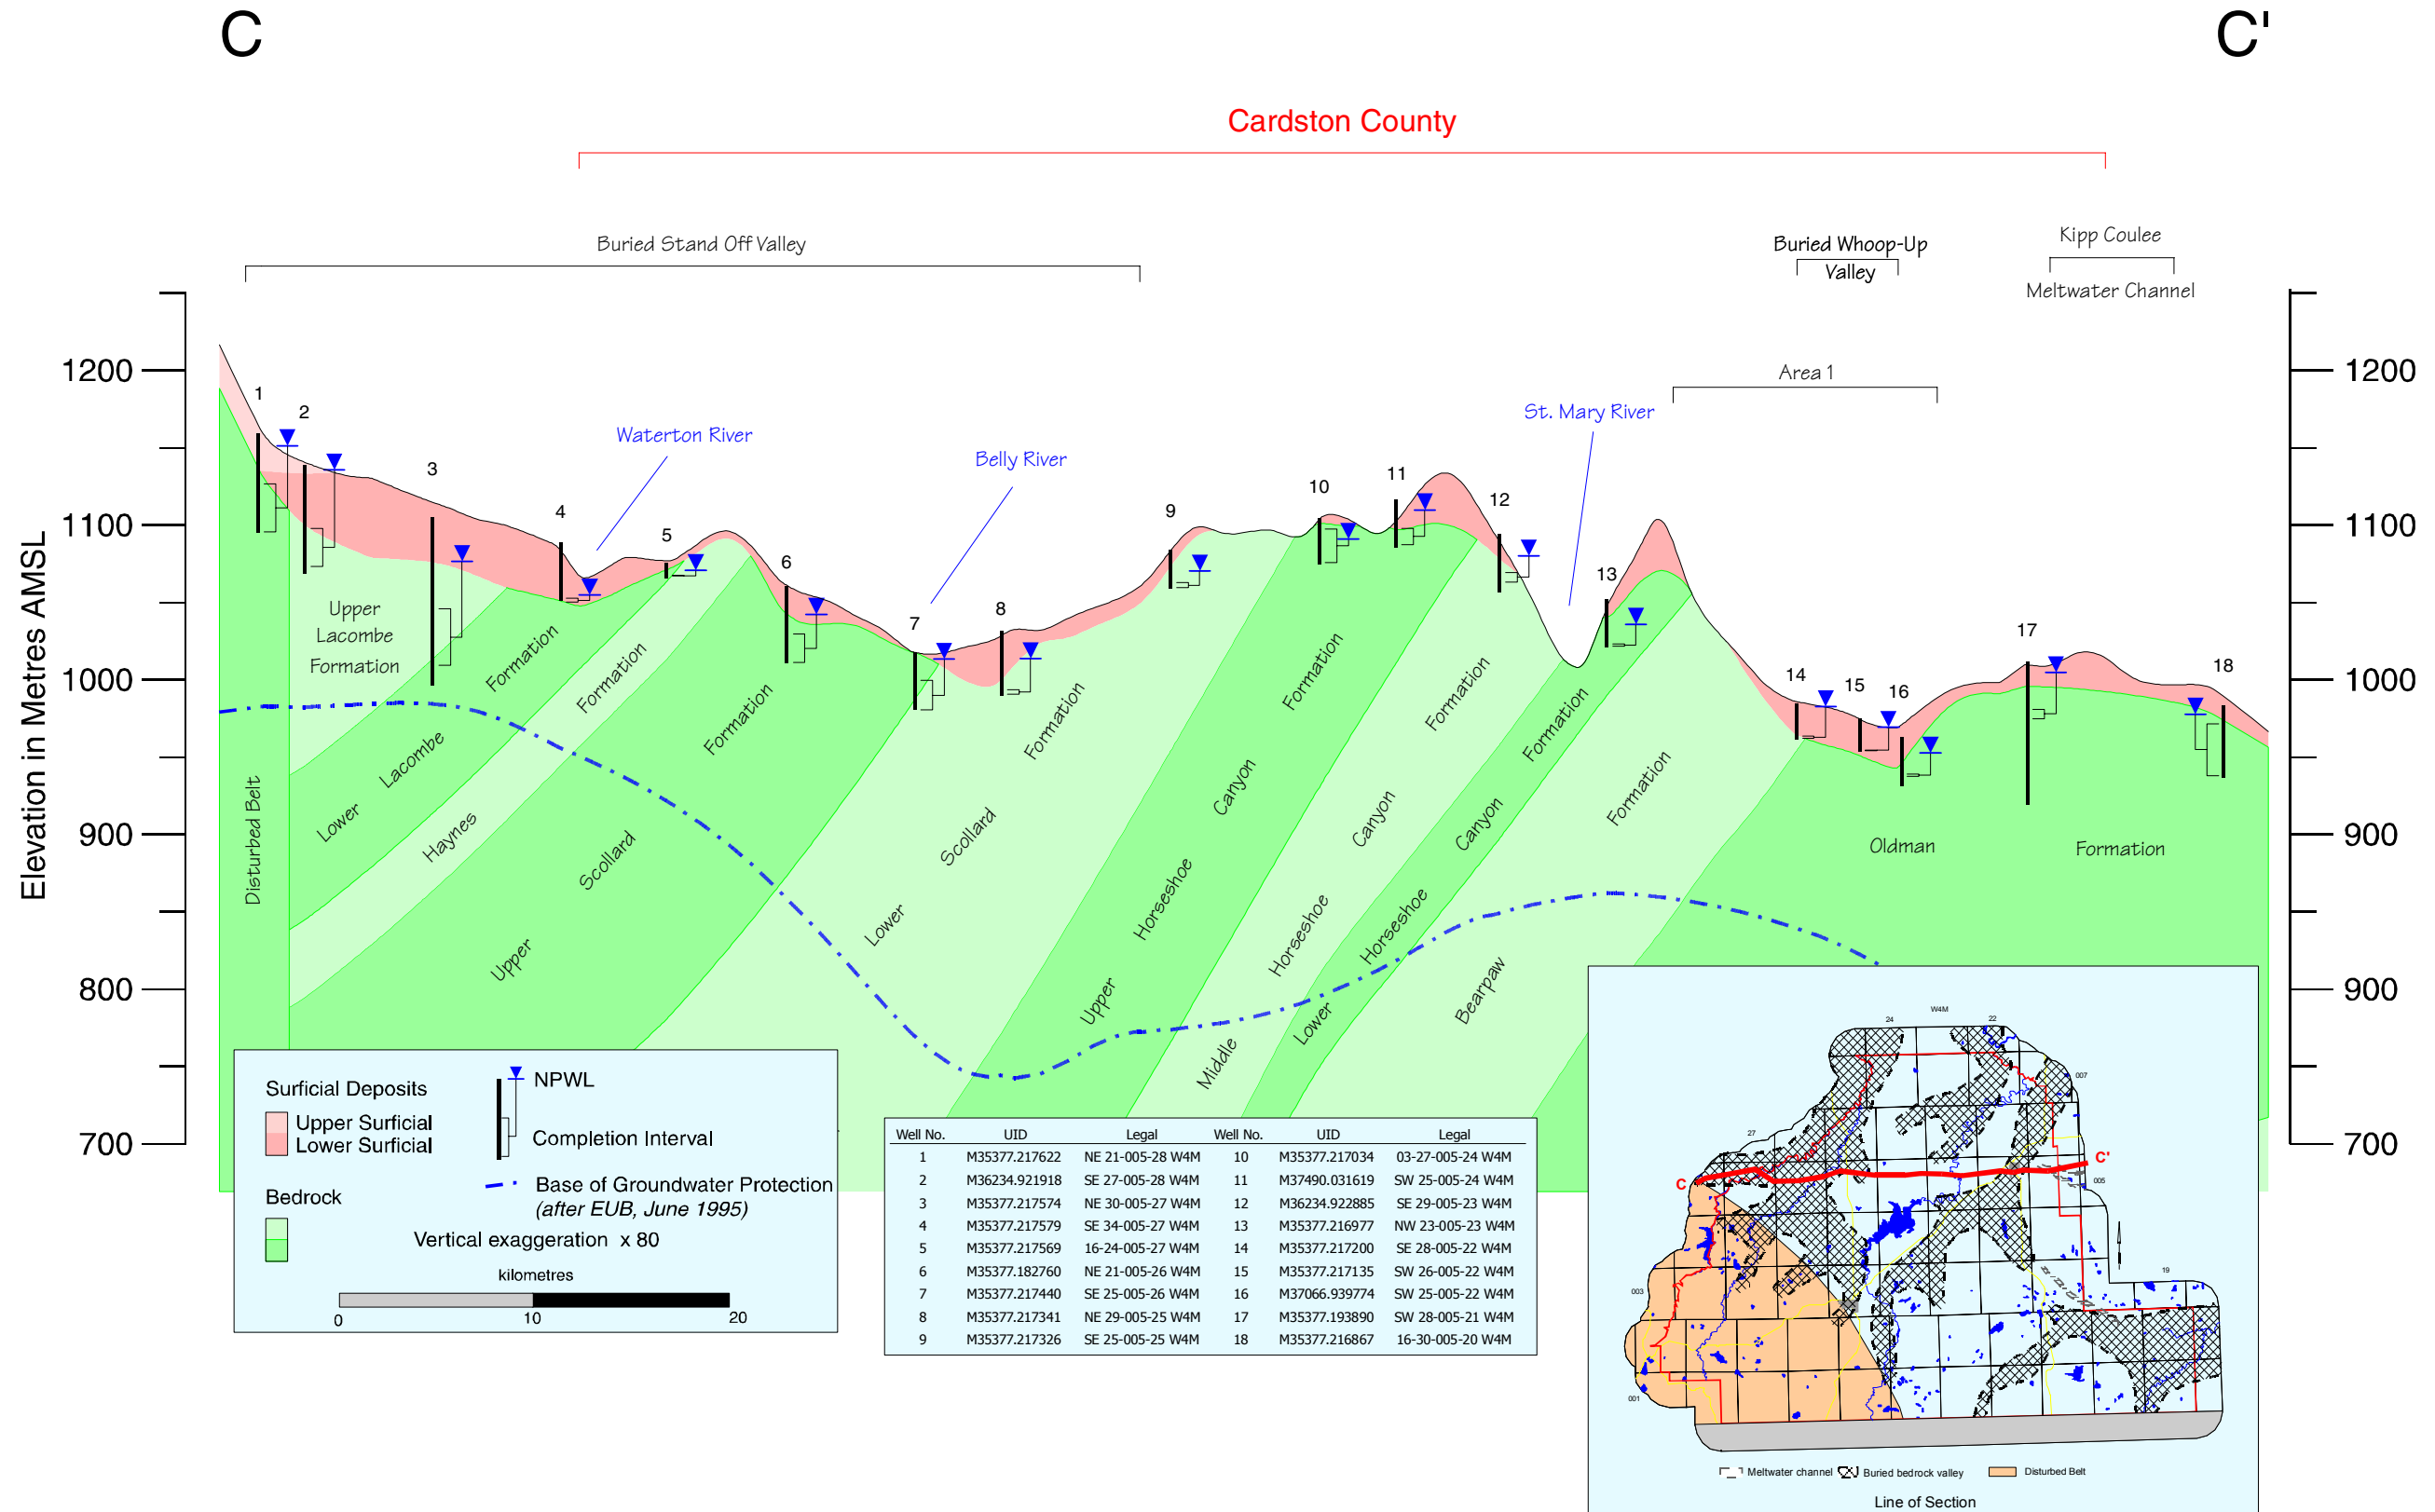 C
C'
Cardston County
Buried Stand Off Valley
Buried Whoop-Up
Valley
Kipp Coulee
Meltwater Channel
Area 1
Elevation in Metres AMSL
1200
1100
1000
900
800
700
1200
1100
1000
900
900
700
1
2
3
4
5
6
7
8
9
10
11
12
13
14
15
16
17
18
Waterton River
Belly River
St. Mary River
Disturbed Belt
Upper
Lacombe
Formation
Lower Lacombe Formation
Haynes Formation
Upper Scollard Formation
Lower Scollard Formation
Upper Horseshoe Canyon Formation
Middle Horseshoe Canyon Formation
Lower Horseshoe Canyon Formation
Bearpaw Formation
Oldman Formation
Surficial Deposits
Upper Surficial
Lower Surficial
Bedrock
NPWL
Completion Interval
Base of Groundwater Protection
(after EUB, June 1995)
Vertical exaggeration x 80
kilometres
0 10 20
Well No. UID Legal Well No. UID Legal
1 M35377.217622 NE 21-005-28 W4M 10 M35377.217034 03-27-005-24 W4M
2 M36234.921918 SE 27-005-28 W4M 11 M37490.031619 SW 25-005-24 W4M
3 M35377.217574 NE 30-005-27 W4M 12 M36234.922885 SE 29-005-23 W4M
4 M35377.217579 SE 34-005-27 W4M 13 M35377.216977 NW 23-005-23 W4M
5 M35377.217569 16-24-005-27 W4M 14 M35377.217200 SE 28-005-22 W4M
6 M35377.182760 NE 21-005-26 W4M 15 M35377.217135 SW 26-005-22 W4M
7 M35377.217440 SE 25-005-26 W4M 16 M37066.939774 SW 25-005-22 W4M
8 M35377.217341 NE 29-005-25 W4M 17 M35377.193890 SW 28-005-21 W4M
9 M35377.217326 SE 25-005-25 W4M 18 M35377.216867 16-30-005-20 W4M
W4M
24
22
007
27
C
C'
005
003
19
001
Meltwater channel
Buried bedrock valley
Disturbed Belt
Line of Section